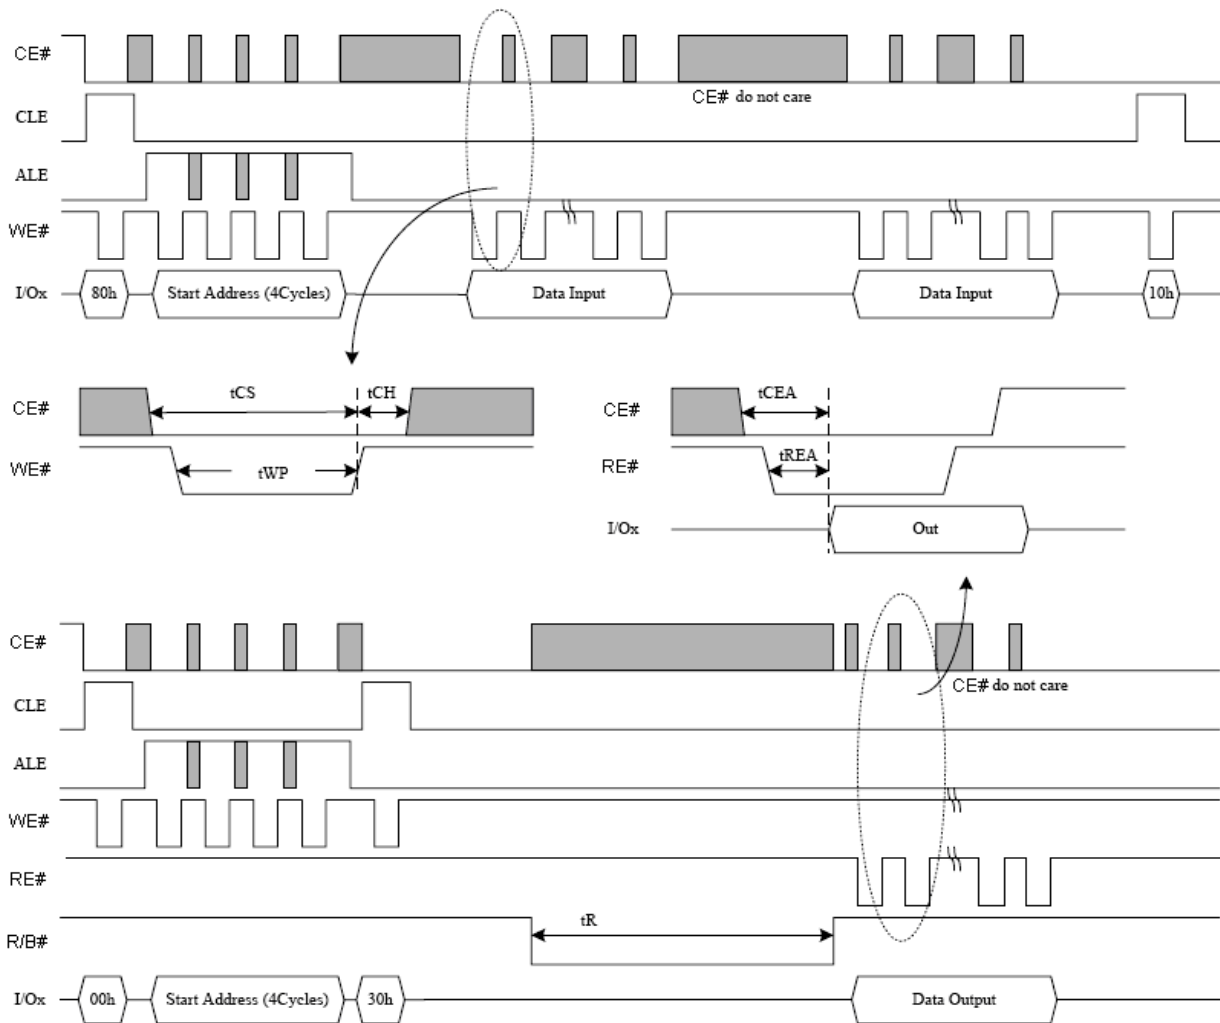 CE#
CE# do not care
CLE
ALE
WE#
I/Ox
80h
Start Address (4Cycles)
Data Input
Data Input
10h
CE#
tCS
tCH
WE#
tWP
CE#
tCEA
RE#
tREA
I/Ox
Out
CE#
CE# do not care
CLE
ALE
WE#
RE#
R/B#
tR
I/Ox
00h
Start Address (4Cycles)
30h
Data Output